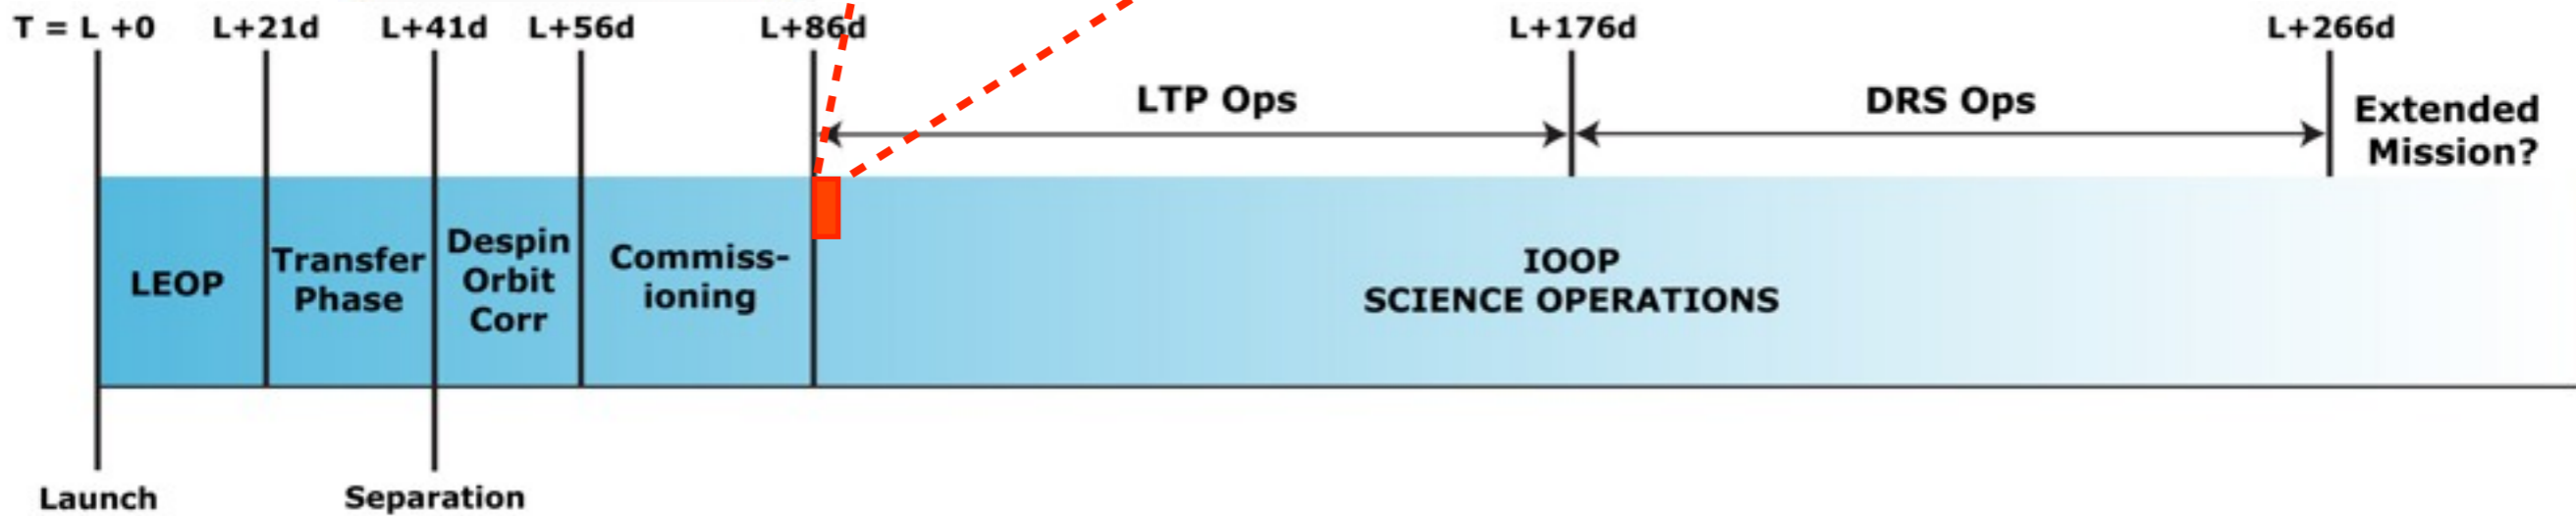 T = L +0
L+21d
L+41d
L+56d
L+86d
L+176d
L+266d
LTP Ops
DRS Ops
Extended
Mission?
LEOP
Transfer
Phase
Despin
Orbit
Corr
Commiss-
ioning
IOOP
SCIENCE OPERATIONS
Launch
Separation